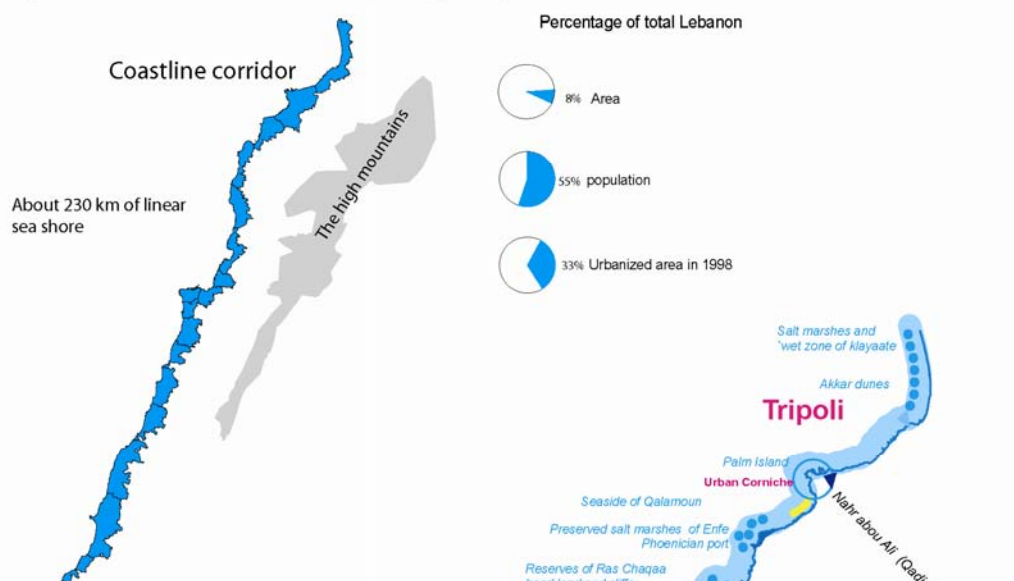 Percentage of total Lebanon
Coastline corridor
8% Area
The high mountains
55% population
About 230 km of linear
sea shore
33% Urbanized area in 1998
Salt marshes and
`wet zone of klayaate
Akkar dunes
Tripoli
Palm Island
Urban Corniche
Seaside of Qalamoun
Nahr abou Ali
Preserved salt marshes of Enfe
Phoenician port
Reserves of Ras Chaqaa